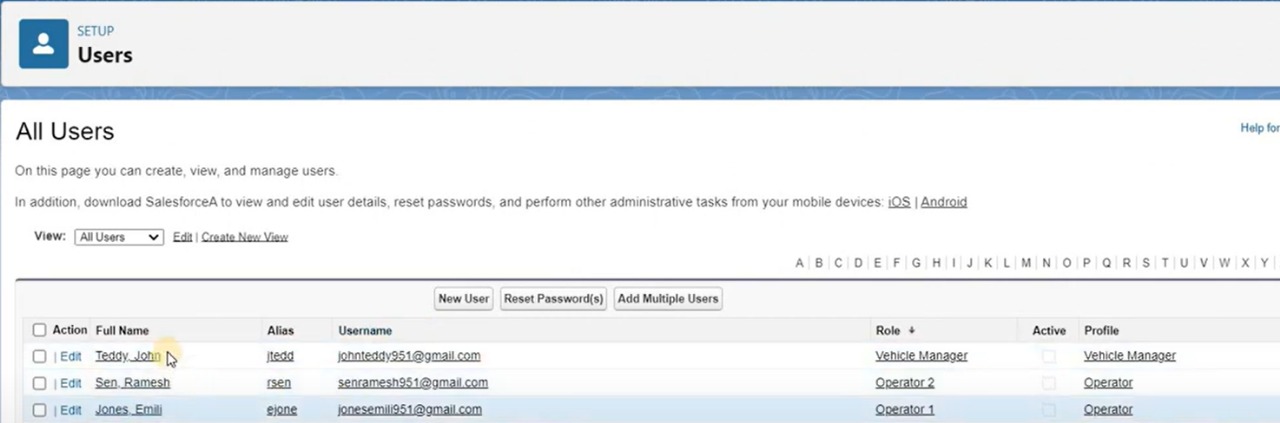 SETUP
Users
All Users
Help for
On this page you can create, view, and manage users.
In addition, download SalesforceA to view and edit user details, reset passwords, and perform other administrative tasks from your mobile devices: iOS | Android
View: All Users Edit | Create New View
A | B | C | D | E | F | G | H | I | J | K | L | M | N | O | P | Q | R | S | T | U | V | W | X | Y |
New User Reset Password(s) Add Multiple Users
Action Full Name Alias Username Role Active Profile
| Edit Teddy, John jtedd johnteddy951@gmail.com Vehicle Manager Vehicle Manager
| Edit Sen, Ramesh rsen senramesh951@gmail.com Operator 2 Operator
| Edit Jones, Emili ejone jonesemili951@gmail.com Operator 1 Operator